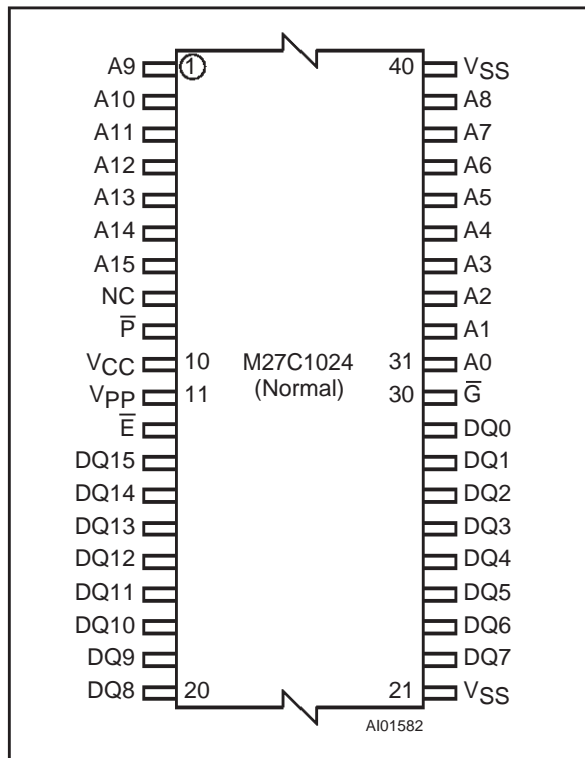 A9 1 40 VSS
A10 A8
A11 A7
A12 A6
A13 A5
A14 A4
A15 A3
NC A2
P̅ A1
VCC 10 M27C1024 31 A0
VPP 11 (Normal) 30 G̅
E̅ DQ0
DQ15 DQ1
DQ14 DQ2
DQ13 DQ3
DQ12 DQ4
DQ11 DQ5
DQ10 DQ6
DQ9 DQ7
DQ8 20 21 VSS
AI01582